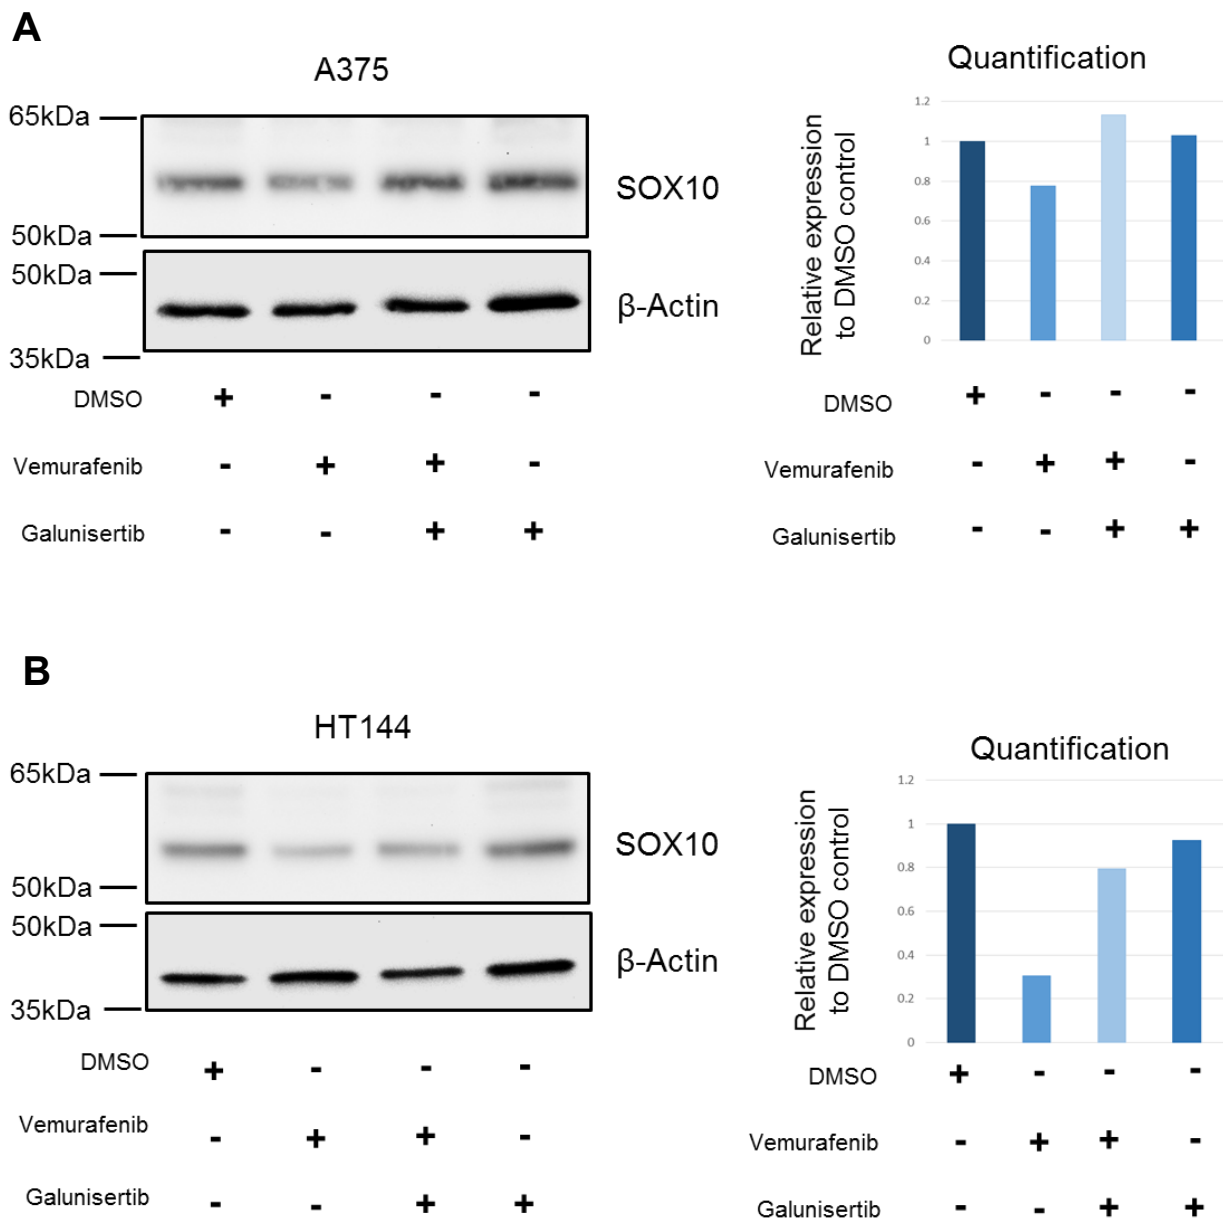 A
A375
65kDa
SOX10
50kDa
50kDa
β-Actin
35kDa
DMSO + - - -
Vemurafenib - + + -
Galunisertib - - + +
Quantification
Relative expression
to DMSO control
1.2
1
0.8
0.6
0.4
0.2
0
DMSO + - - -
Vemurafenib - + + -
Galunisertib - - + +
B
HT144
65kDa
SOX10
50kDa
50kDa
β-Actin
35kDa
DMSO + - - -
Vemurafenib - + + -
Galunisertib - - + +
Quantification
Relative expression
to DMSO control
1.2
1
0.8
0.6
0.4
0.2
0
DMSO + - - -
Vemurafenib - + + -
Galunisertib - - + +